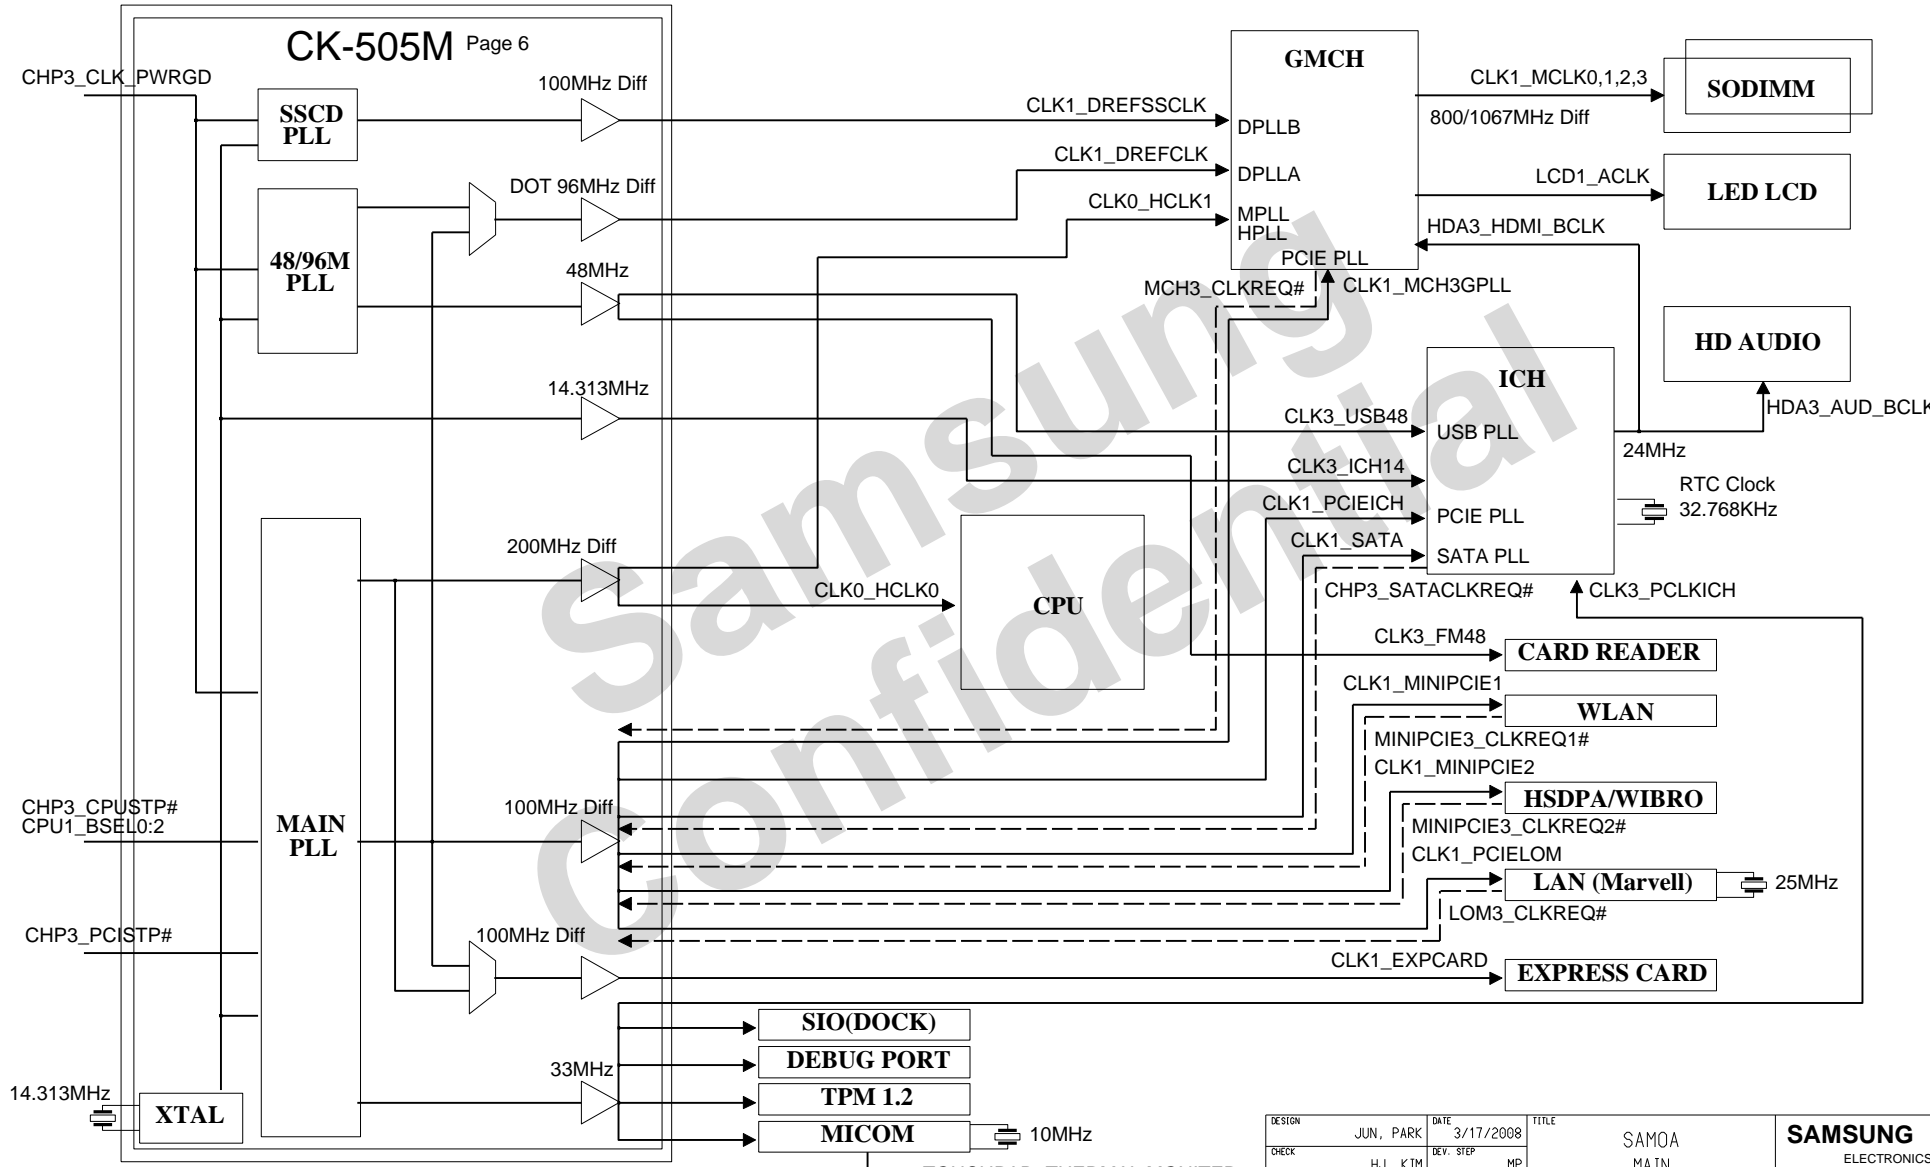 CK-505M Page 6
CHP3_CLK_PWRGD
SSCD
PLL
100MHz Diff
DOT 96MHz Diff
48/96M
PLL
48MHz
14.313MHz
200MHz Diff
CHP3_CPUSTP#
CPU1_BSEL0:2
MAIN
PLL
100MHz Diff
CHP3_PCISTP#
100MHz Diff
33MHz
14.313MHz
XTAL
CLK1_DREFSSCLK
CLK1_DREFCLK
CLK0_HCLK1
GMCH
DPLLB
DPLLA
MPLL
HPLL
PCIE PLL
MCH3_CLKREQ#
CLK1_MCH3GPLL
CLK1_MCLK0,1,2,3
800/1067MHz Diff
SODIMM
LCD1_ACLK
LED LCD
HDA3_HDMI_BCLK
HD AUDIO
HDA3_AUD_BCLK
ICH
CLK3_USB48
USB PLL
24MHz
CLK3_ICH14
RTC Clock
32.768KHz
CLK1_PCIEICH
PCIE PLL
CLK1_SATA
SATA PLL
CHP3_SATACLKREQ#
CLK3_PCLKICH
CLK0_HCLK0
CPU
CLK3_FM48
CARD READER
CLK1_MINIPCIE1
WLAN
MINIPCIE3_CLKREQ1#
CLK1_MINIPCIE2
HSDPA/WIBRO
MINIPCIE3_CLKREQ2#
CLK1_PCIELOM
LAN (Marvell)
25MHz
LOM3_CLKREQ#
CLK1_EXPCARD
EXPRESS CARD
SIO(DOCK)
DEBUG PORT
TPM 1.2
MICOM
10MHz
Samsung
Confidential
DESIGN
JUN, PARK
DATE
3/17/2008
TITLE
SAMOA
MAIN
SAMSUNG
ELECTRONICS
CHECK
HJ, KIM
DEV. STEP
MP